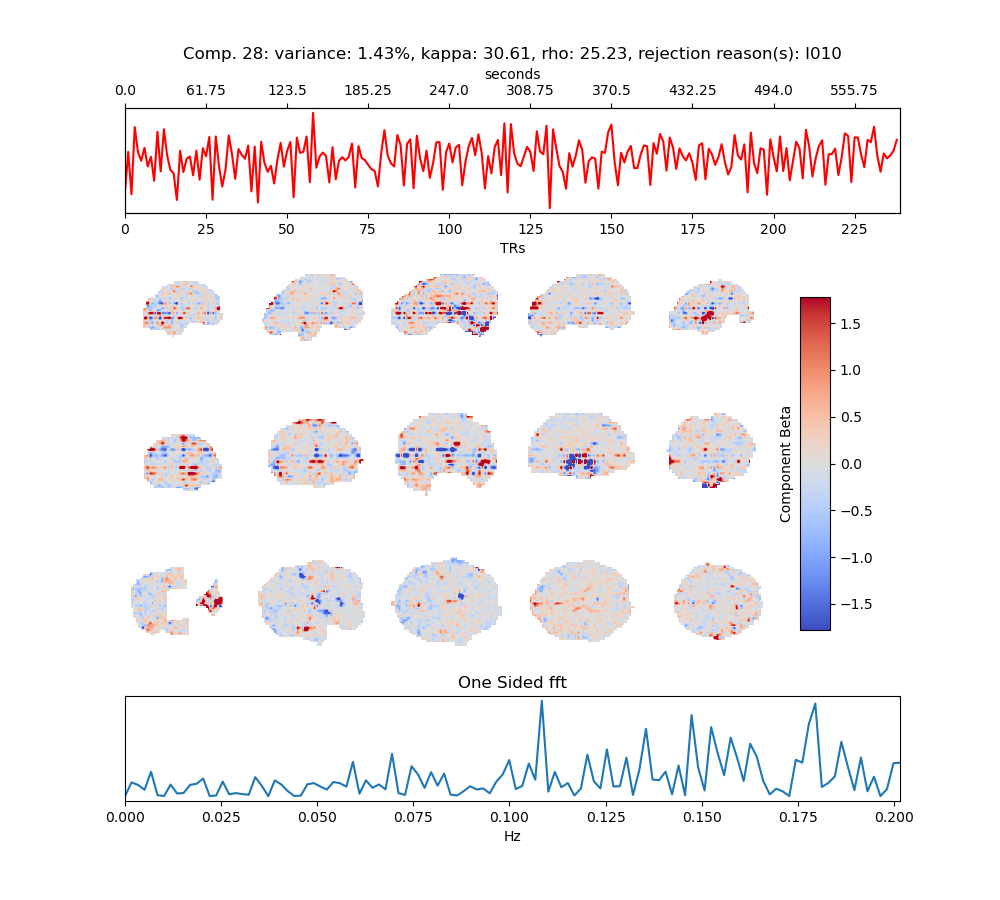 Comp. 28: variance: 1.43%, kappa: 30.61, rho: 25.23, rejection reason(s): I010
seconds
0.0 61.75 123.5 185.25 247.0 308.75 370.5 432.25 494.0 555.75
0 25 50 75 100 125 150 175 200 225
TRs
1.5
1.0
0.5
0.0
−0.5
−1.0
−1.5
Component Beta
One Sided fft
0.000 0.025 0.050 0.075 0.100 0.125 0.150 0.175 0.200
Hz